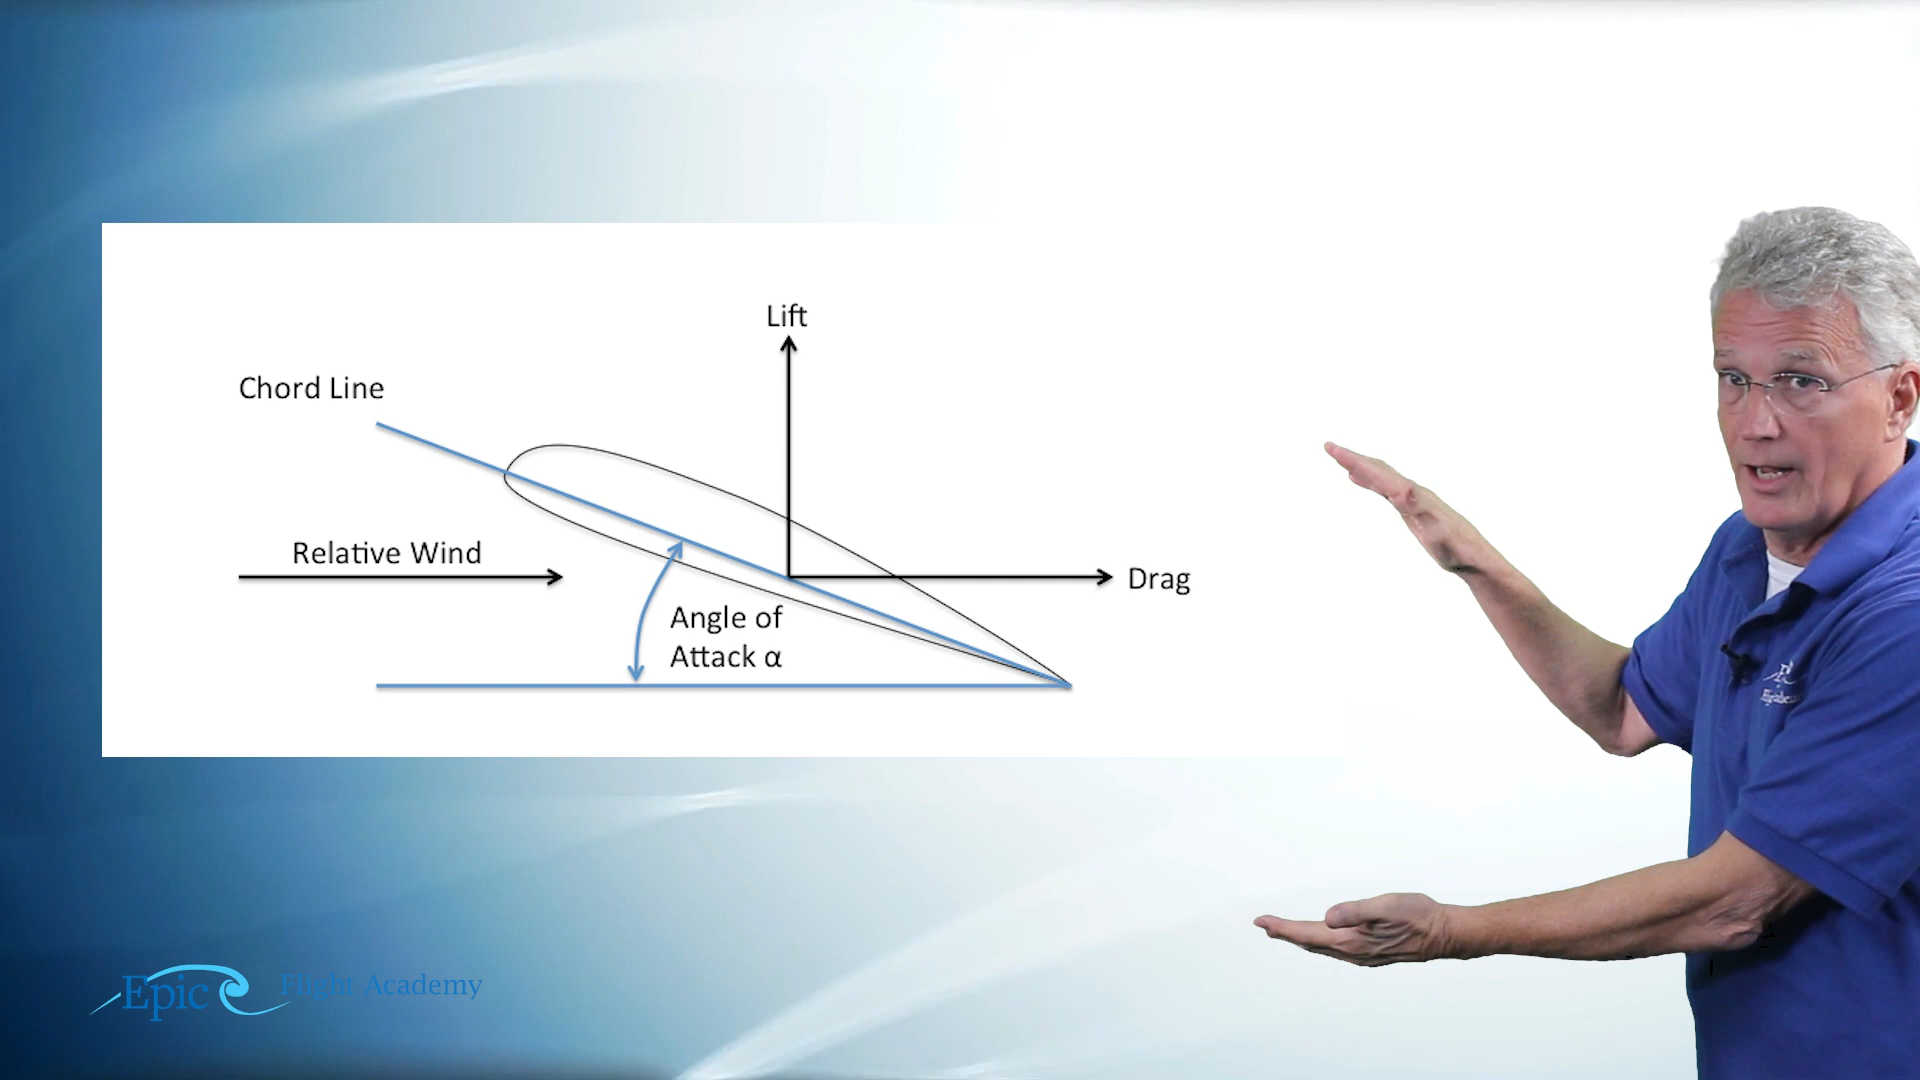 Lift
Chord Line
Relative Wind
Drag
Angle of
Attack α
Epic Flight Academy